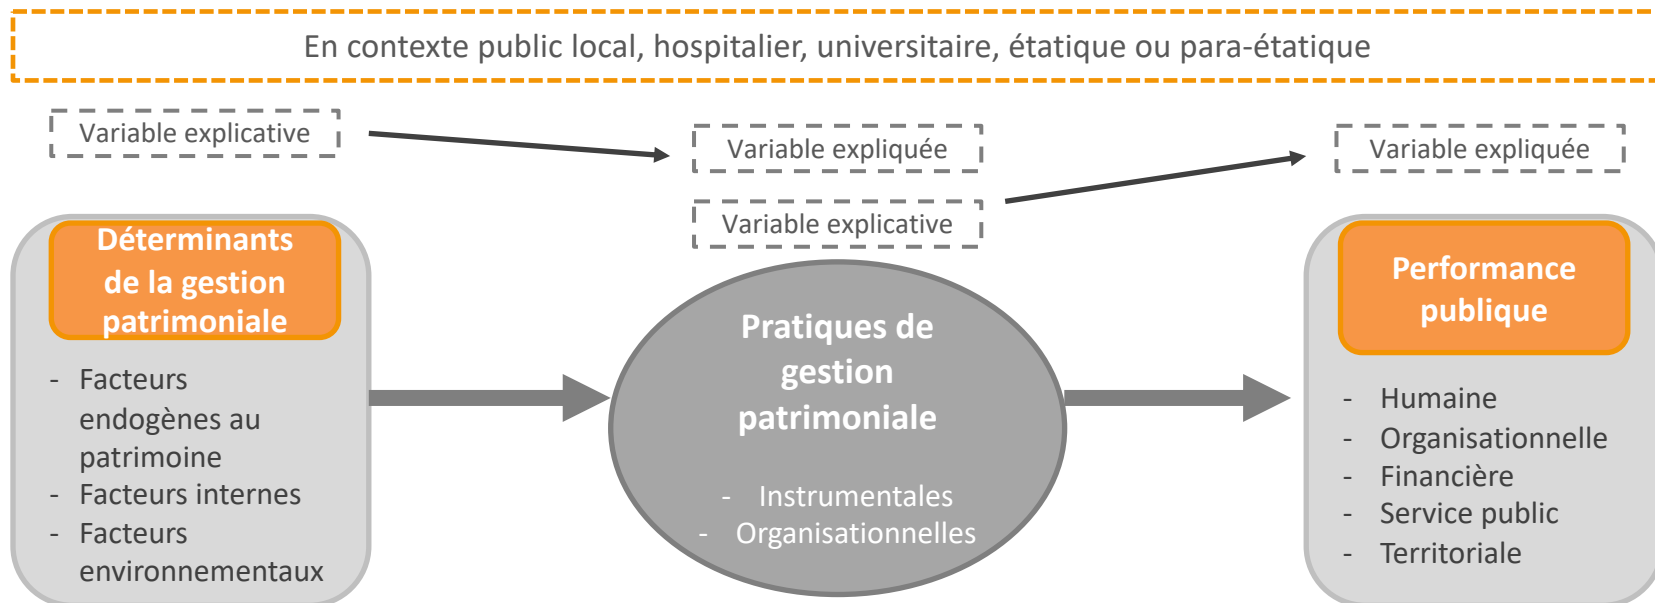 En contexte public local, hospitalier, universitaire, étatique ou para-étatique
Variable explicative
Variable expliquée
Variable explicative
Variable expliquée
Déterminants
de la gestion
patrimoniale
- Facteurs
endogènes au
patrimoine
- Facteurs internes
- Facteurs
environnementaux
Pratiques de
gestion
patrimoniale
- Instrumentales
- Organisationnelles
Performance
publique
- Humaine
- Organisationnelle
- Financière
- Service public
- Territoriale